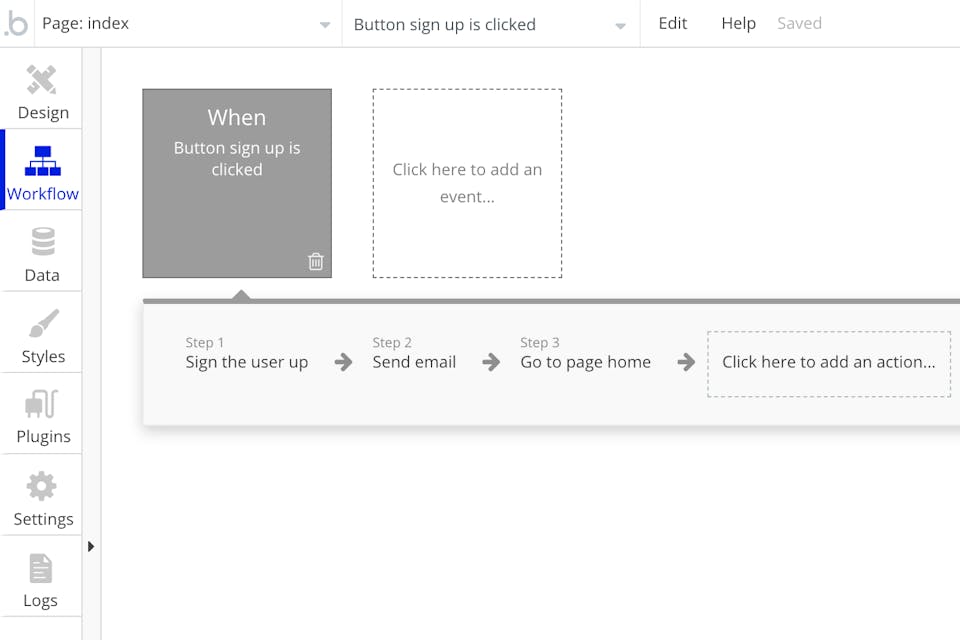 .b
Page: index
Button sign up is clicked
Edit
Help
Saved
Design
Workflow
Data
Styles
Plugins
Settings
Logs
When
Button sign up is
clicked
Click here to add an
event...
Step 1
Sign the user up
Step 2
Send email
Step 3
Go to page home
Click here to add an action...